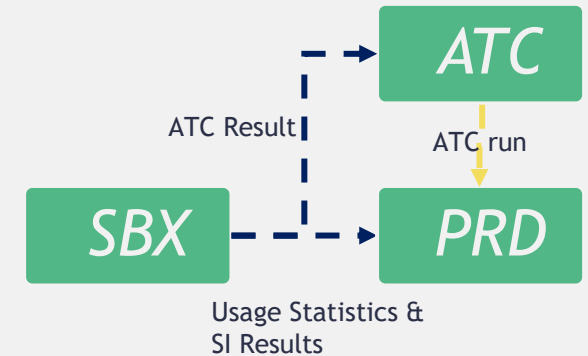 ATC
ATC Result
ATC run
SBX
PRD
Usage Statistics &
SI Results